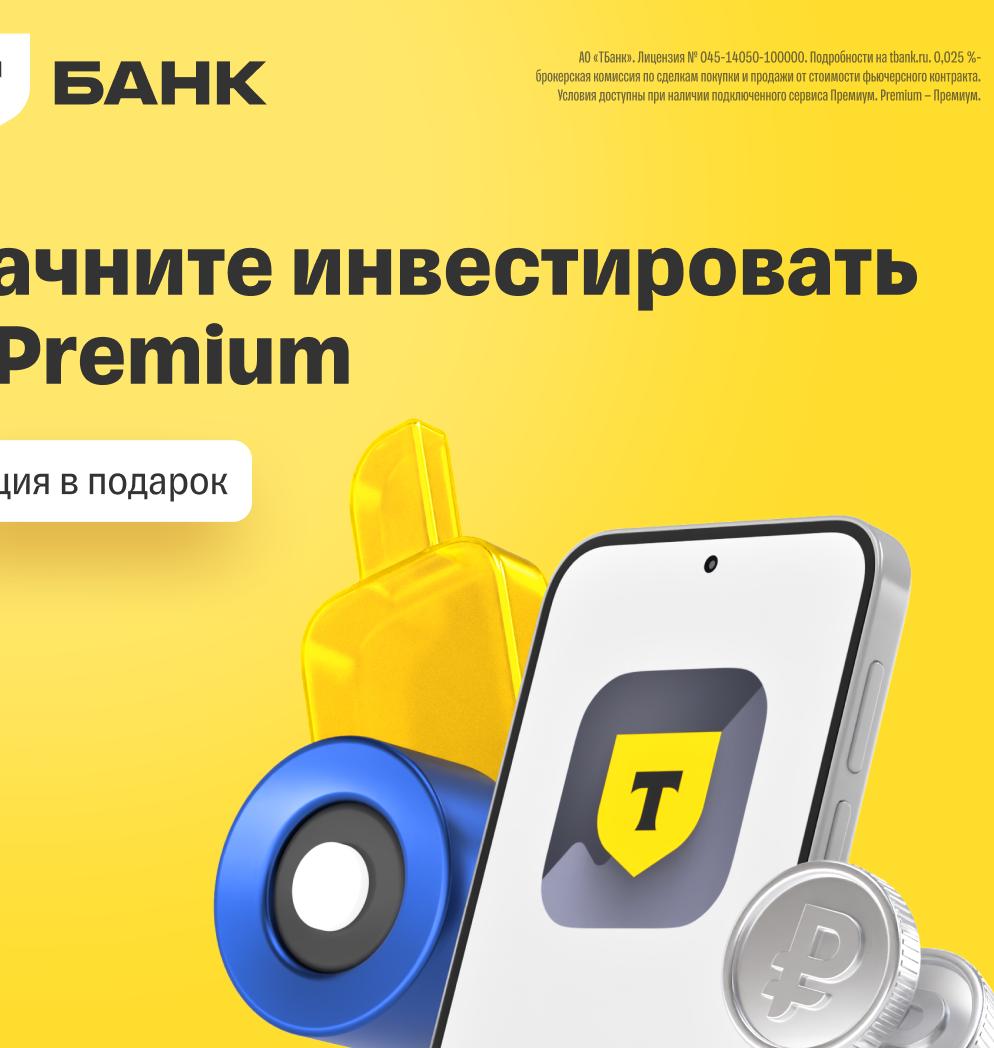 БАНК
АО «ТБанк». Лицензия № 045-14050-100000. Подробности на tbank.ru. 0,025 %-
брокерская комиссия по сделкам покупки и продажи от стоимости фьючерсного контракта.
Условия доступны при наличии подключенного сервиса Премиум. Premium – Премиум.
ачните инвестировать
Premium
ция в подарок
Т